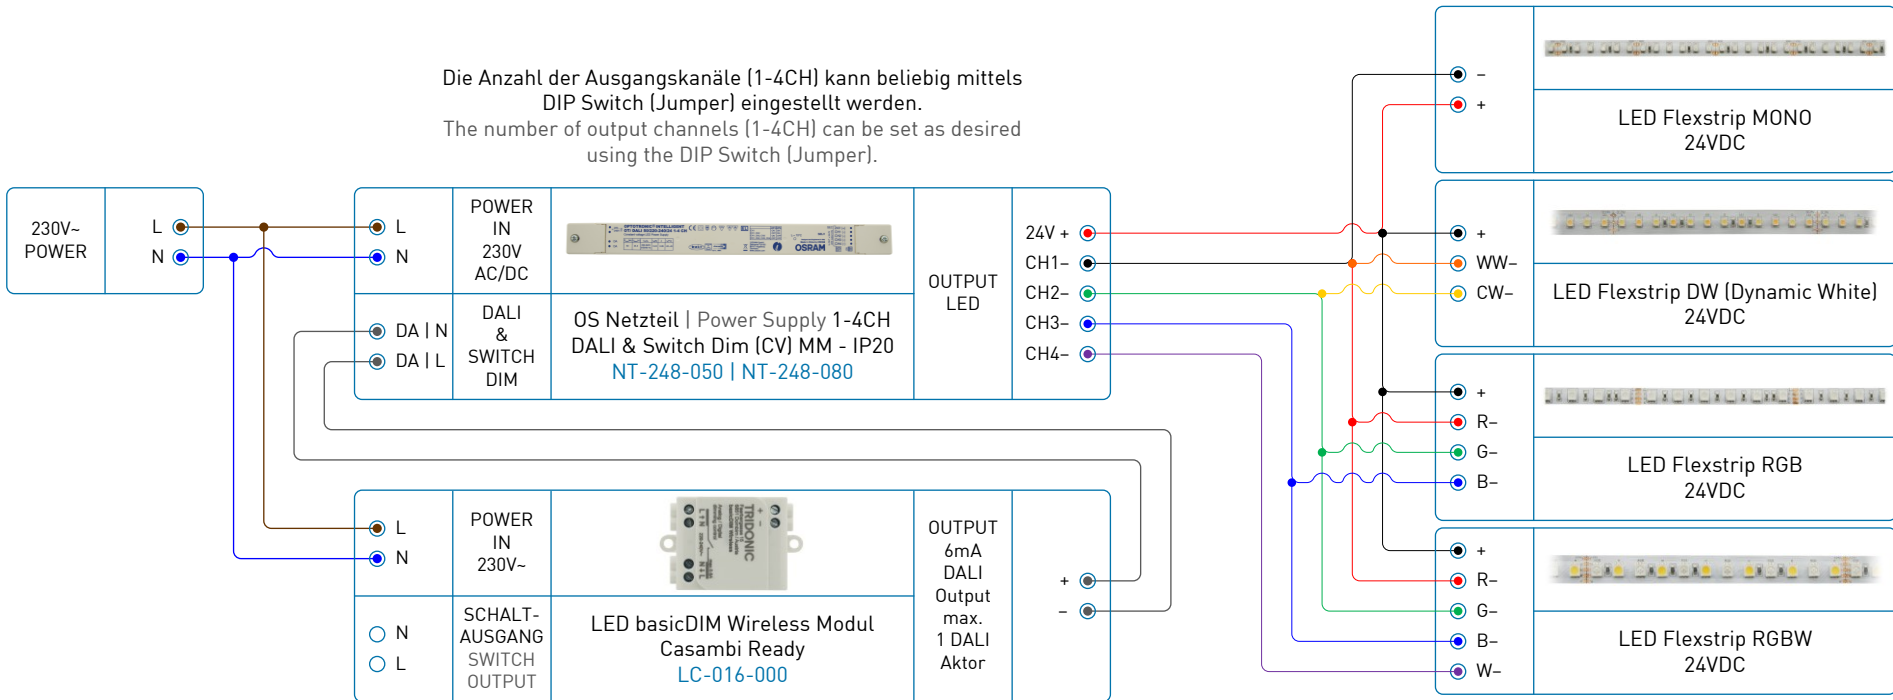 Die Anzahl der Ausgangskanäle (1-4CH) kann beliebig mittels
DIP Switch (Jumper) eingestellt werden.
The number of output channels (1-4CH) can be set as desired
using the DIP Switch (Jumper).
230V~
POWER
L
N
L
N
POWER
IN
230V
AC/DC
DA | N
DA | L
DALI
&
SWITCH
DIM
OPTOTRONIC® INTELLIGENT
OSRAM
OS Netzteil | Power Supply 1-4CH
DALI & Switch Dim (CV) MM - IP20
NT-248-050 | NT-248-080
OUTPUT
LED
24V +
CH1–
CH2–
CH3–
CH4–
L
N
POWER
IN
230V~
N
L
SCHALT-
AUSGANG
SWITCH
OUTPUT
TRIDONIC
basicDIM Wireless
LED basicDIM Wireless Modul
Casambi Ready
LC-016-000
OUTPUT
6mA
DALI
Output
max.
1 DALI
Aktor
+
–
–
+
LED Flexstrip MONO
24VDC
+
WW–
CW–
LED Flexstrip DW (Dynamic White)
24VDC
+
R–
G–
B–
LED Flexstrip RGB
24VDC
+
R–
G–
B–
W–
LED Flexstrip RGBW
24VDC